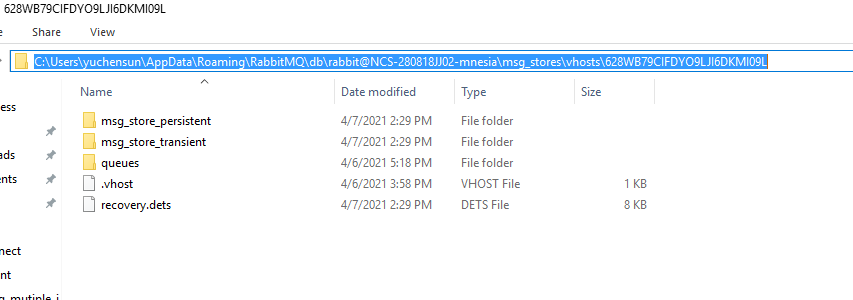 628WB79CIFDYO9LJI6DKMI09L
Share
View
C:\Users\yuchensun\AppData\Roaming\RabbitMQ\db\rabbit@NCS-280818JJ02-mnesia\msg_stores\vhosts\628WB79CIFDYO9LJI6DKMI09L
Name Date modified Type Size
msg_store_persistent 4/7/2021 2:29 PM File folder
msg_store_transient 4/7/2021 2:29 PM File folder
queues 4/6/2021 5:18 PM File folder
.vhost 4/6/2021 3:58 PM VHOST File 1 KB
recovery.dets 4/7/2021 2:29 PM DETS File 8 KB
ess
ads
ents
nect
nt